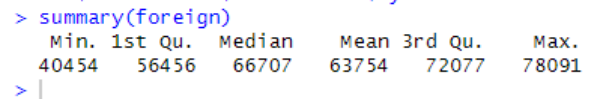 > summary(foreign)
Min. 1st Qu. Median Mean 3rd Qu. Max.
40454 56456 66707 63754 72077 78091
>